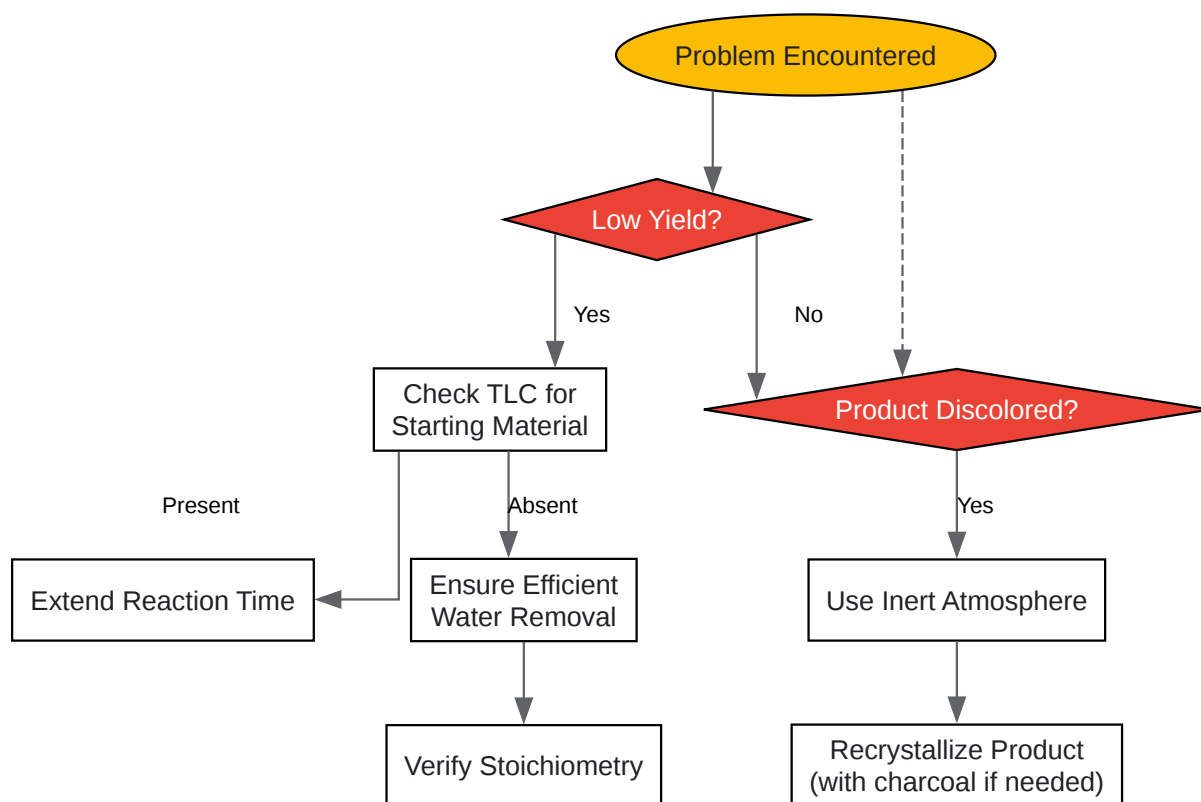 Problem Encountered
Low Yield?
Yes
No
Check TLC for
Starting Material
Product Discolored?
Present
Absent
Yes
Extend Reaction Time
Ensure Efficient
Water Removal
Use Inert Atmosphere
Verify Stoichiometry
Recrystallize Product
(with charcoal if needed)